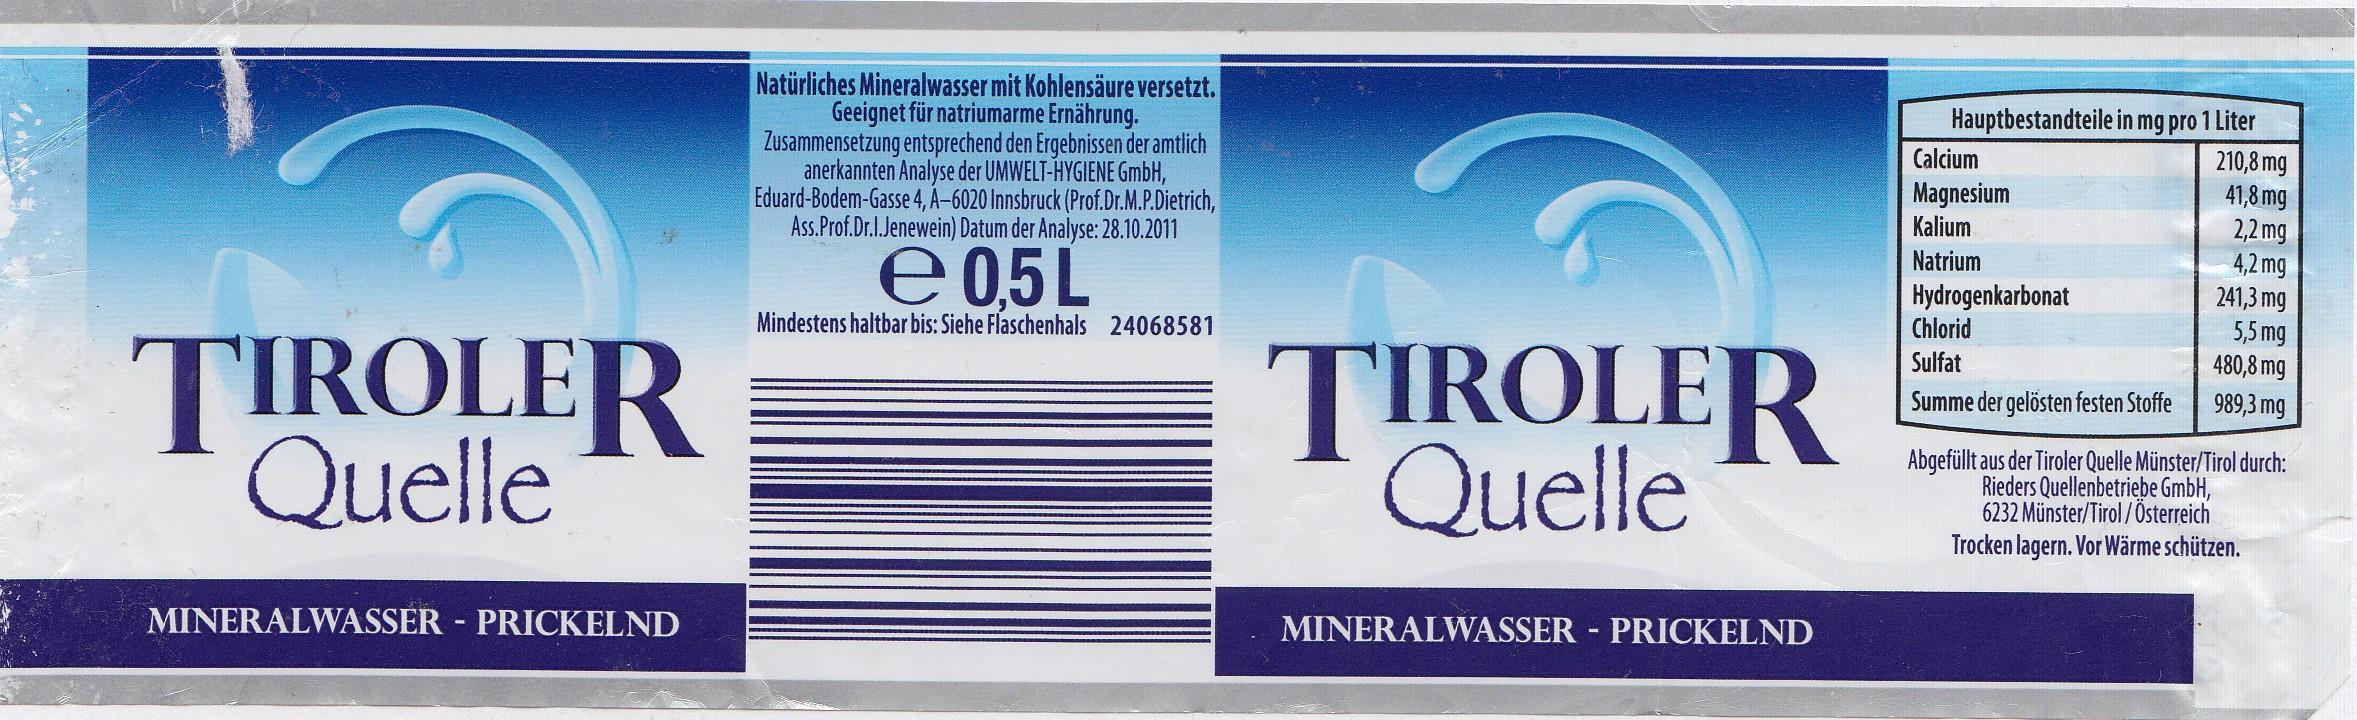 TIROLER
Quelle
MINERALWASSER - PRICKELND
Natürliches Mineralwasser mit Kohlensäure versetzt.
Geeignet für natriumarme Ernährung.
Zusammensetzung entsprechend den Ergebnissen der amtlich
anerkannten Analyse der UMWELT-HYGIENE GmbH,
Eduard-Bodem-Gasse 4, A–6020 Innsbruck (Prof.Dr.M.P.Dietrich,
Ass.Prof.Dr.I.Jenewein) Datum der Analyse: 28.10.2011
e 0,5 L
Mindestens haltbar bis: Siehe Flaschenhals 24068581
TIROLER
Quelle
MINERALWASSER - PRICKELND
Hauptbestandteile in mg pro 1 Liter
Calcium 210,8 mg
Magnesium 41,8 mg
Kalium 2,2 mg
Natrium 4,2 mg
Hydrogenkarbonat 241,3 mg
Chlorid 5,5 mg
Sulfat 480,8 mg
Summe der gelösten festen Stoffe 989,3 mg
Abgefüllt aus der Tiroler Quelle Münster/Tirol durch:
Rieders Quellenbetriebe GmbH,
6232 Münster/Tirol / Österreich
Trocken lagern. Vor Wärme schützen.